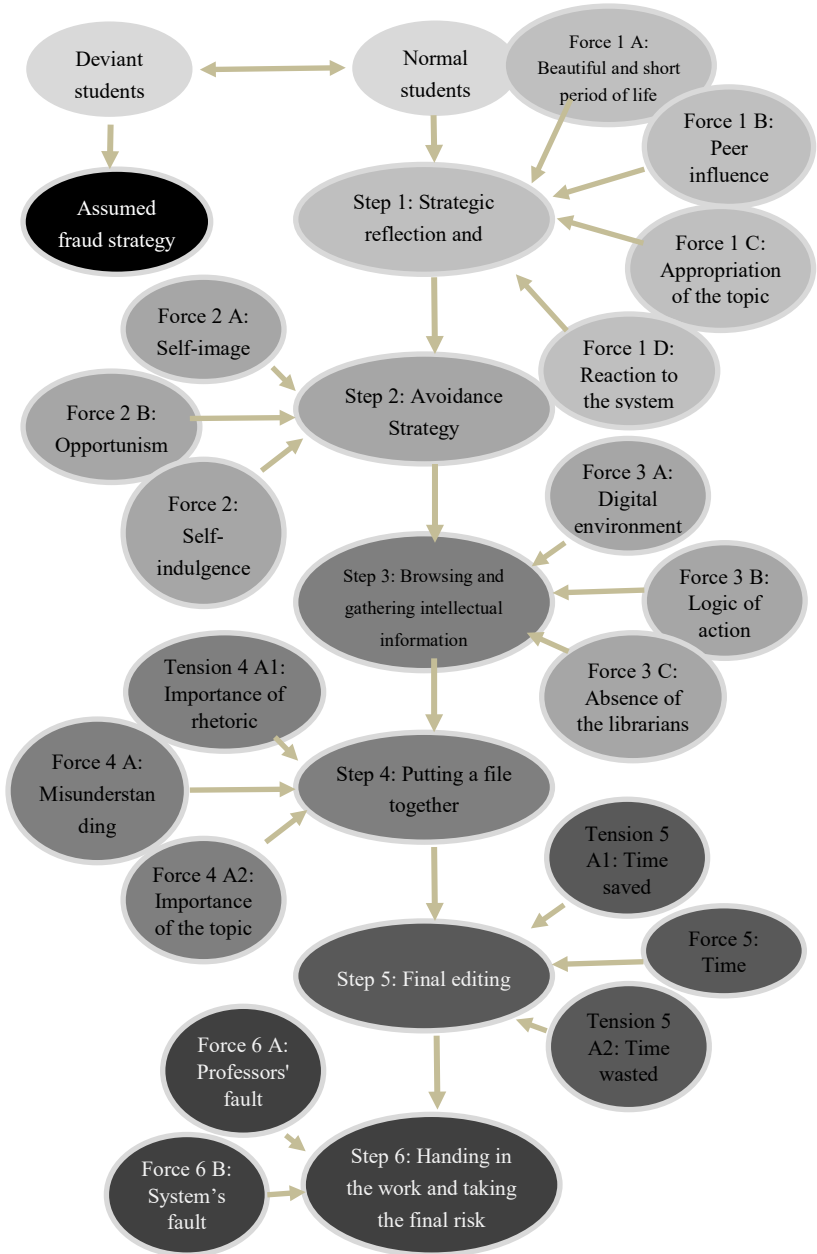 Deviant
students
Normal
students
Force 1 A:
Beautiful and short
period of life
Force 1 B:
Peer
influence
Assumed
fraud strategy
Step 1: Strategic
reflection and
Force 1 C:
Appropriation
of the topic
Force 2 A:
Self-image
Force 1 D:
Reaction to
the system
Step 2: Avoidance
Strategy
Force 2 B:
Opportunism
Force 2:
Self-
indulgence
Force 3 A:
Digital
environment
Step 3: Browsing and
gathering intellectual
information
Force 3 B:
Logic of
action
Tension 4 A1:
Importance of
rhetoric
Force 3 C:
Absence of
the librarians
Force 4 A:
Misunderstan
ding
Step 4: Putting a file
together
Force 4 A2:
Importance
of the topic
Tension 5
A1: Time
saved
Force 5:
Time
Step 5: Final editing
Tension 5
A2: Time
wasted
Force 6 A:
Professors'
fault
Force 6 B:
System’s
fault
Step 6: Handing in
the work and taking
the final risk